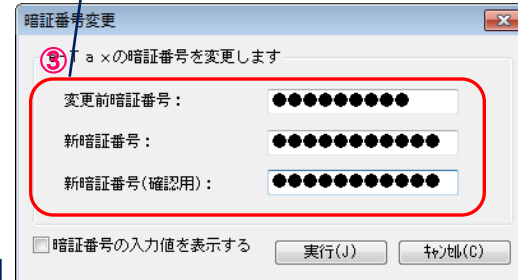 暗証番号変更
③
e-Taxの暗証番号を変更します
変更前暗証番号：
●●●●●●●●●
新暗証番号：
●●●●●●●●●●●
新暗証番号(確認用)：
●●●●●●●●●●●
暗証番号の入力値を表示する
実行(J)
ｷｬﾝｾﾙ(C)